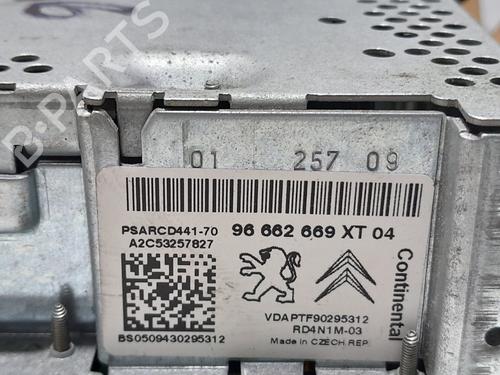 B-PARTS
01 257 09
PSARCD441-70 96 662 669 XT 04
A2C53257827
Continental
VDAPTF90295312
RD4N1M-03
BS0509430295312 Made in CZECH REP.